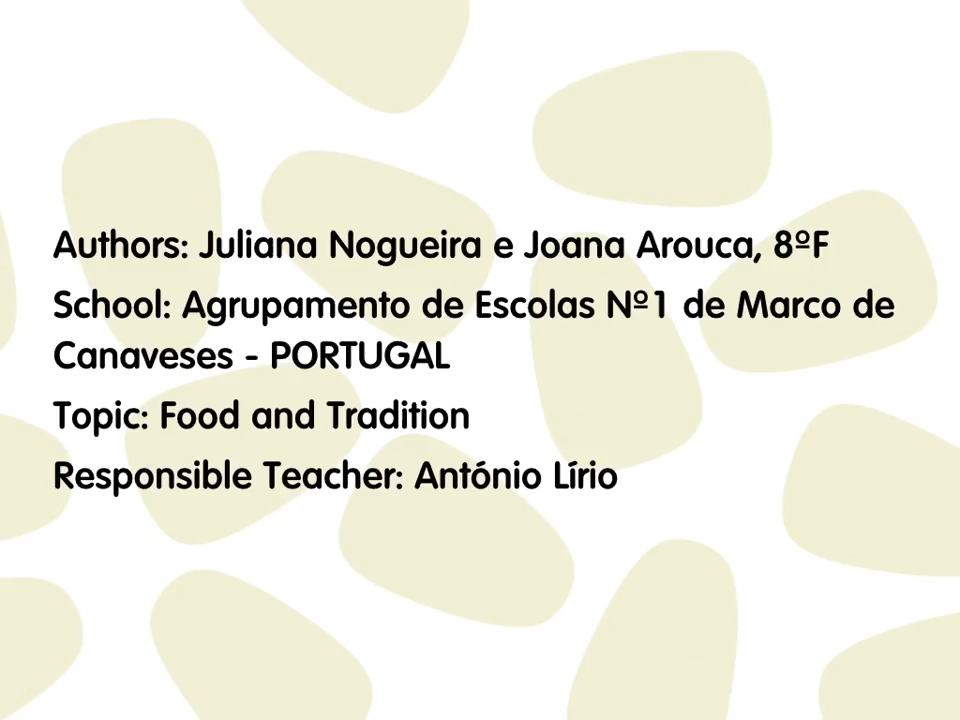 Authors: Juliana Nogueira e Joana Arouca, 8ºF
School: Agrupamento de Escolas Nº1 de Marco de
Canaveses - PORTUGAL
Topic: Food and Tradition
Responsible Teacher: António Lírio